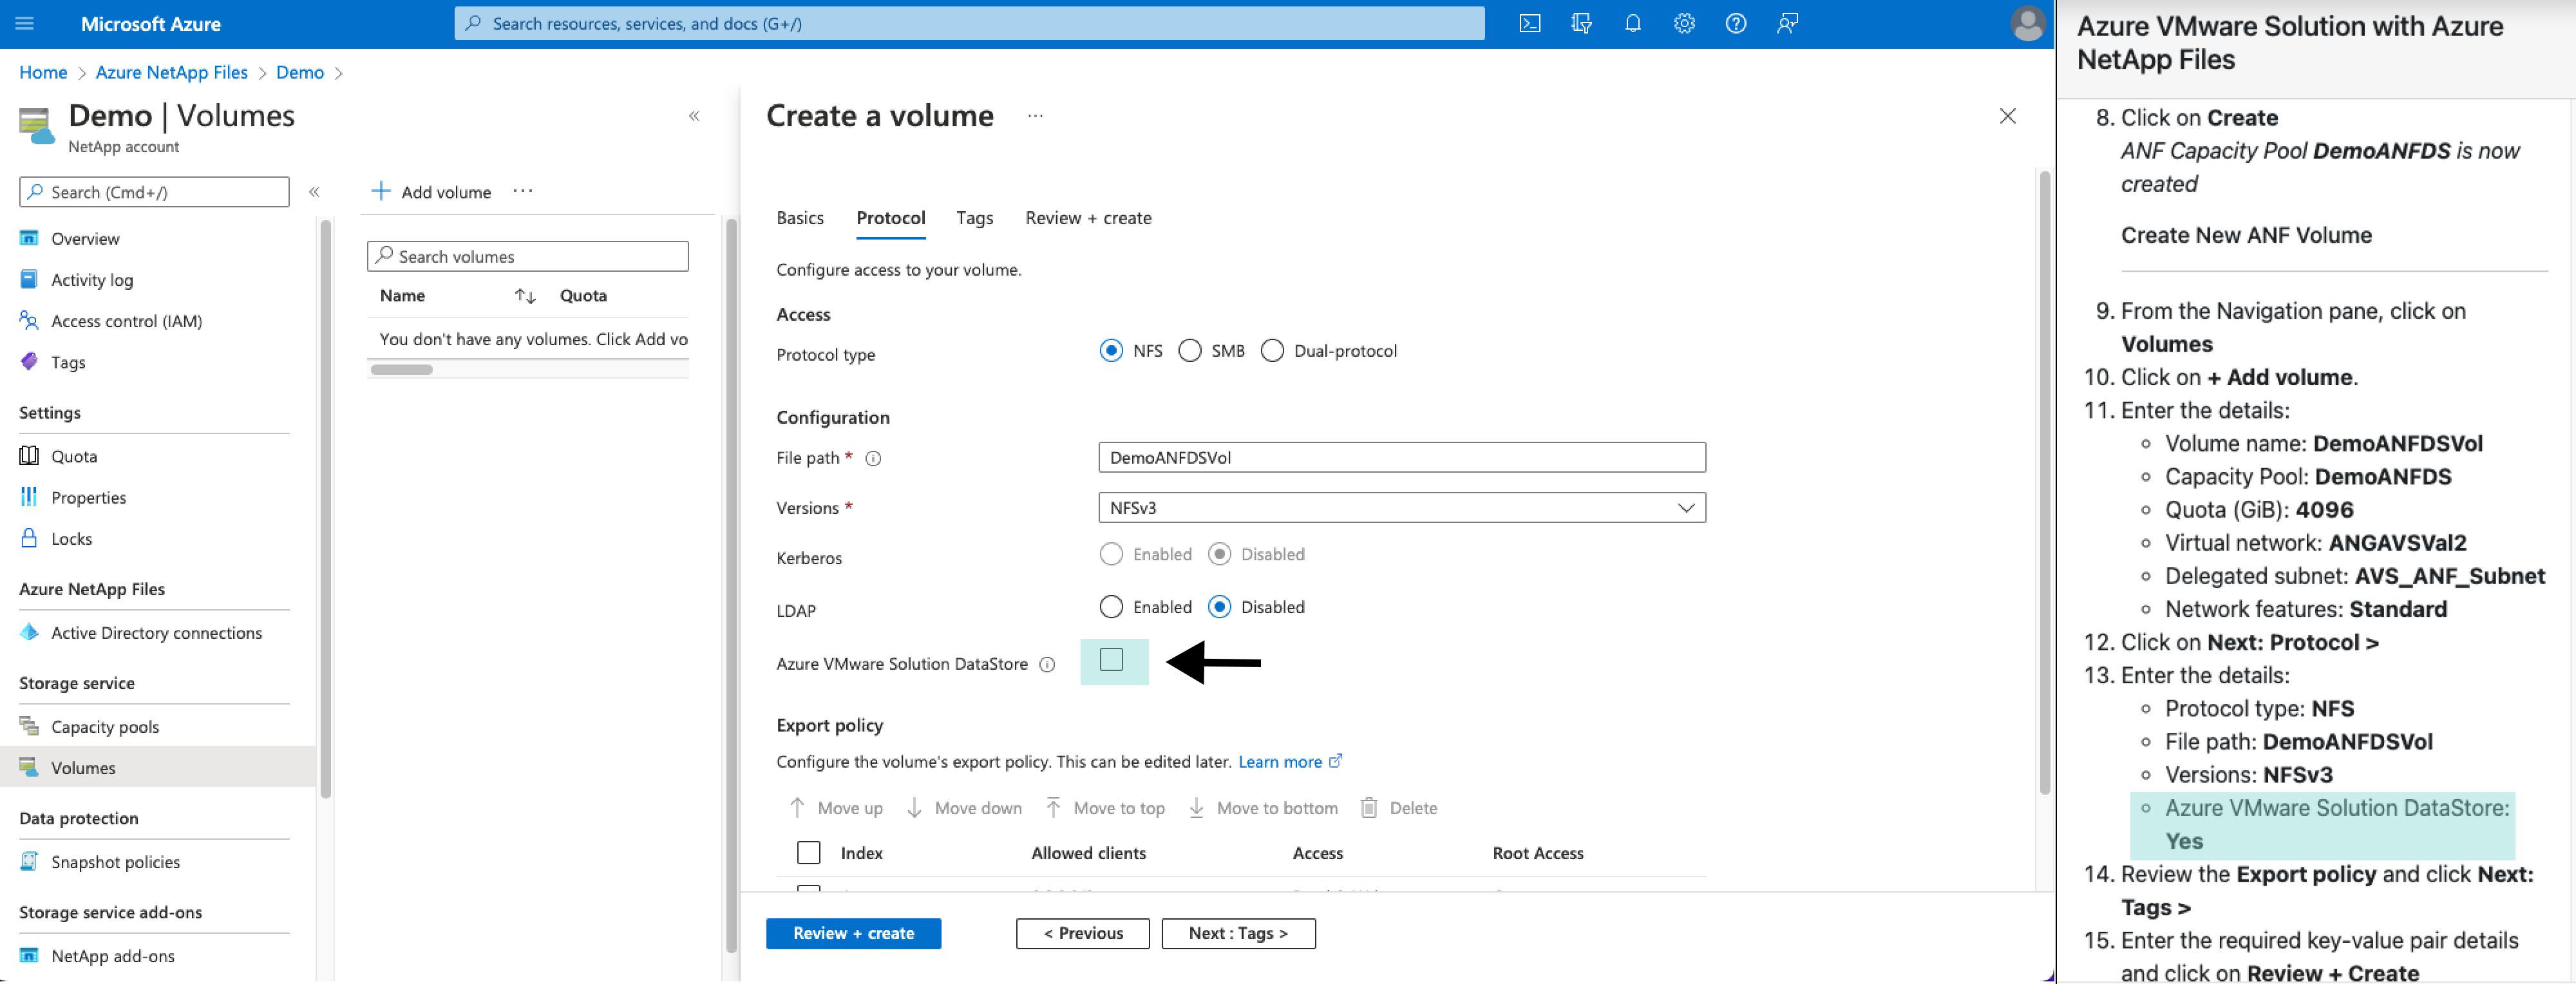 Microsoft Azure
Search resources, services, and docs (G+/)
Home > Azure NetApp Files > Demo >
Demo | Volumes
NetApp account
Search (Cmd+/)
Overview
Activity log
Access control (IAM)
Tags
Settings
Quota
Properties
Locks
Azure NetApp Files
Active Directory connections
Storage service
Capacity pools
Volumes
Data protection
Snapshot policies
Storage service add-ons
NetApp add-ons
Add volume ...
Search volumes
Name Quota
You don't have any volumes. Click Add vo
Create a volume ...
Basics Protocol Tags Review + create
Configure access to your volume.
Access
Protocol type NFS SMB Dual-protocol
Configuration
File path * DemoANFDSVol
Versions * NFSv3
Kerberos Enabled Disabled
LDAP Enabled Disabled
Azure VMware Solution DataStore
Export policy
Configure the volume's export policy. This can be edited later. Learn more
Move up Move down Move to top Move to bottom Delete
Index Allowed clients Access Root Access
Review + create < Previous Next : Tags >
Azure VMware Solution with Azure
NetApp Files
8. Click on Create
ANF Capacity Pool DemoANFDS is now
created
Create New ANF Volume
9. From the Navigation pane, click on
Volumes
10. Click on + Add volume.
11. Enter the details:
Volume name: DemoANFDSVol
Capacity Pool: DemoANFDS
Quota (GiB): 4096
Virtual network: ANGAVSVal2
Delegated subnet: AVS_ANF_Subnet
Network features: Standard
12. Click on Next: Protocol >
13. Enter the details:
Protocol type: NFS
File path: DemoANFDSVol
Versions: NFSv3
Azure VMware Solution DataStore:
Yes
14. Review the Export policy and click Next:
Tags >
15. Enter the required key-value pair details
and click on Review + Create